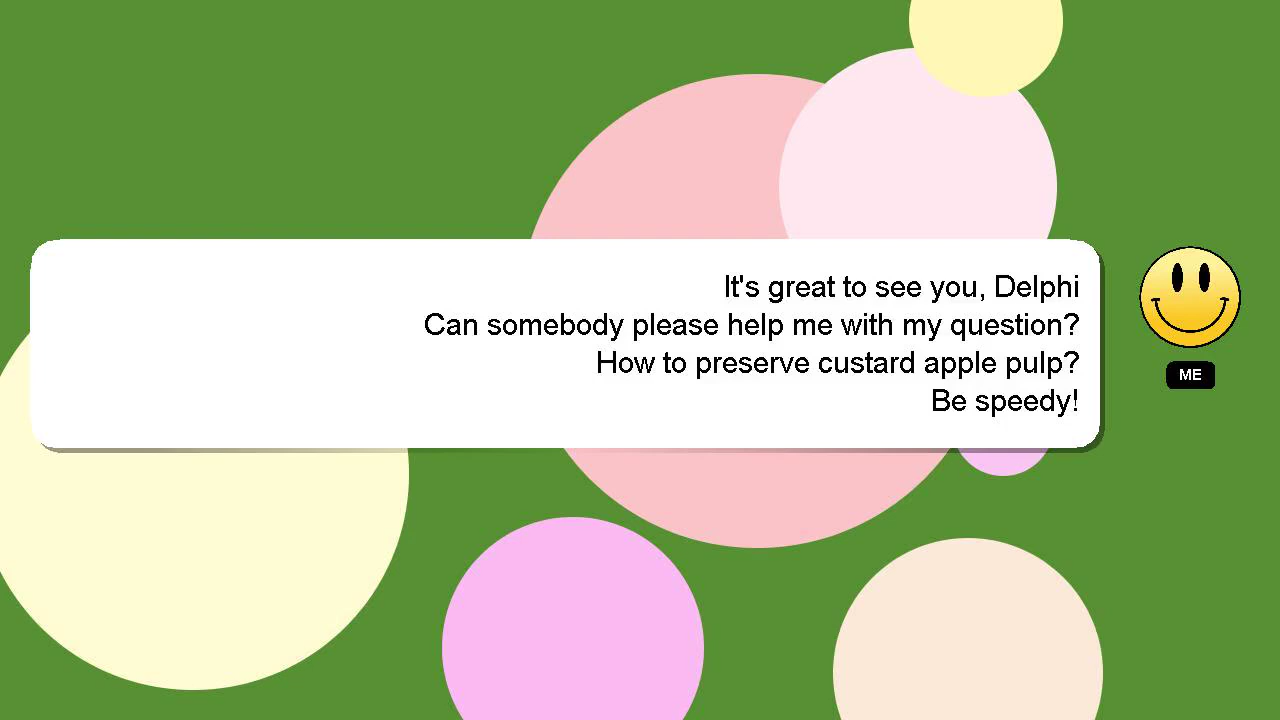 It's great to see you, Delphi
Can somebody please help me with my question?
How to preserve custard apple pulp?
Be speedy!
ME